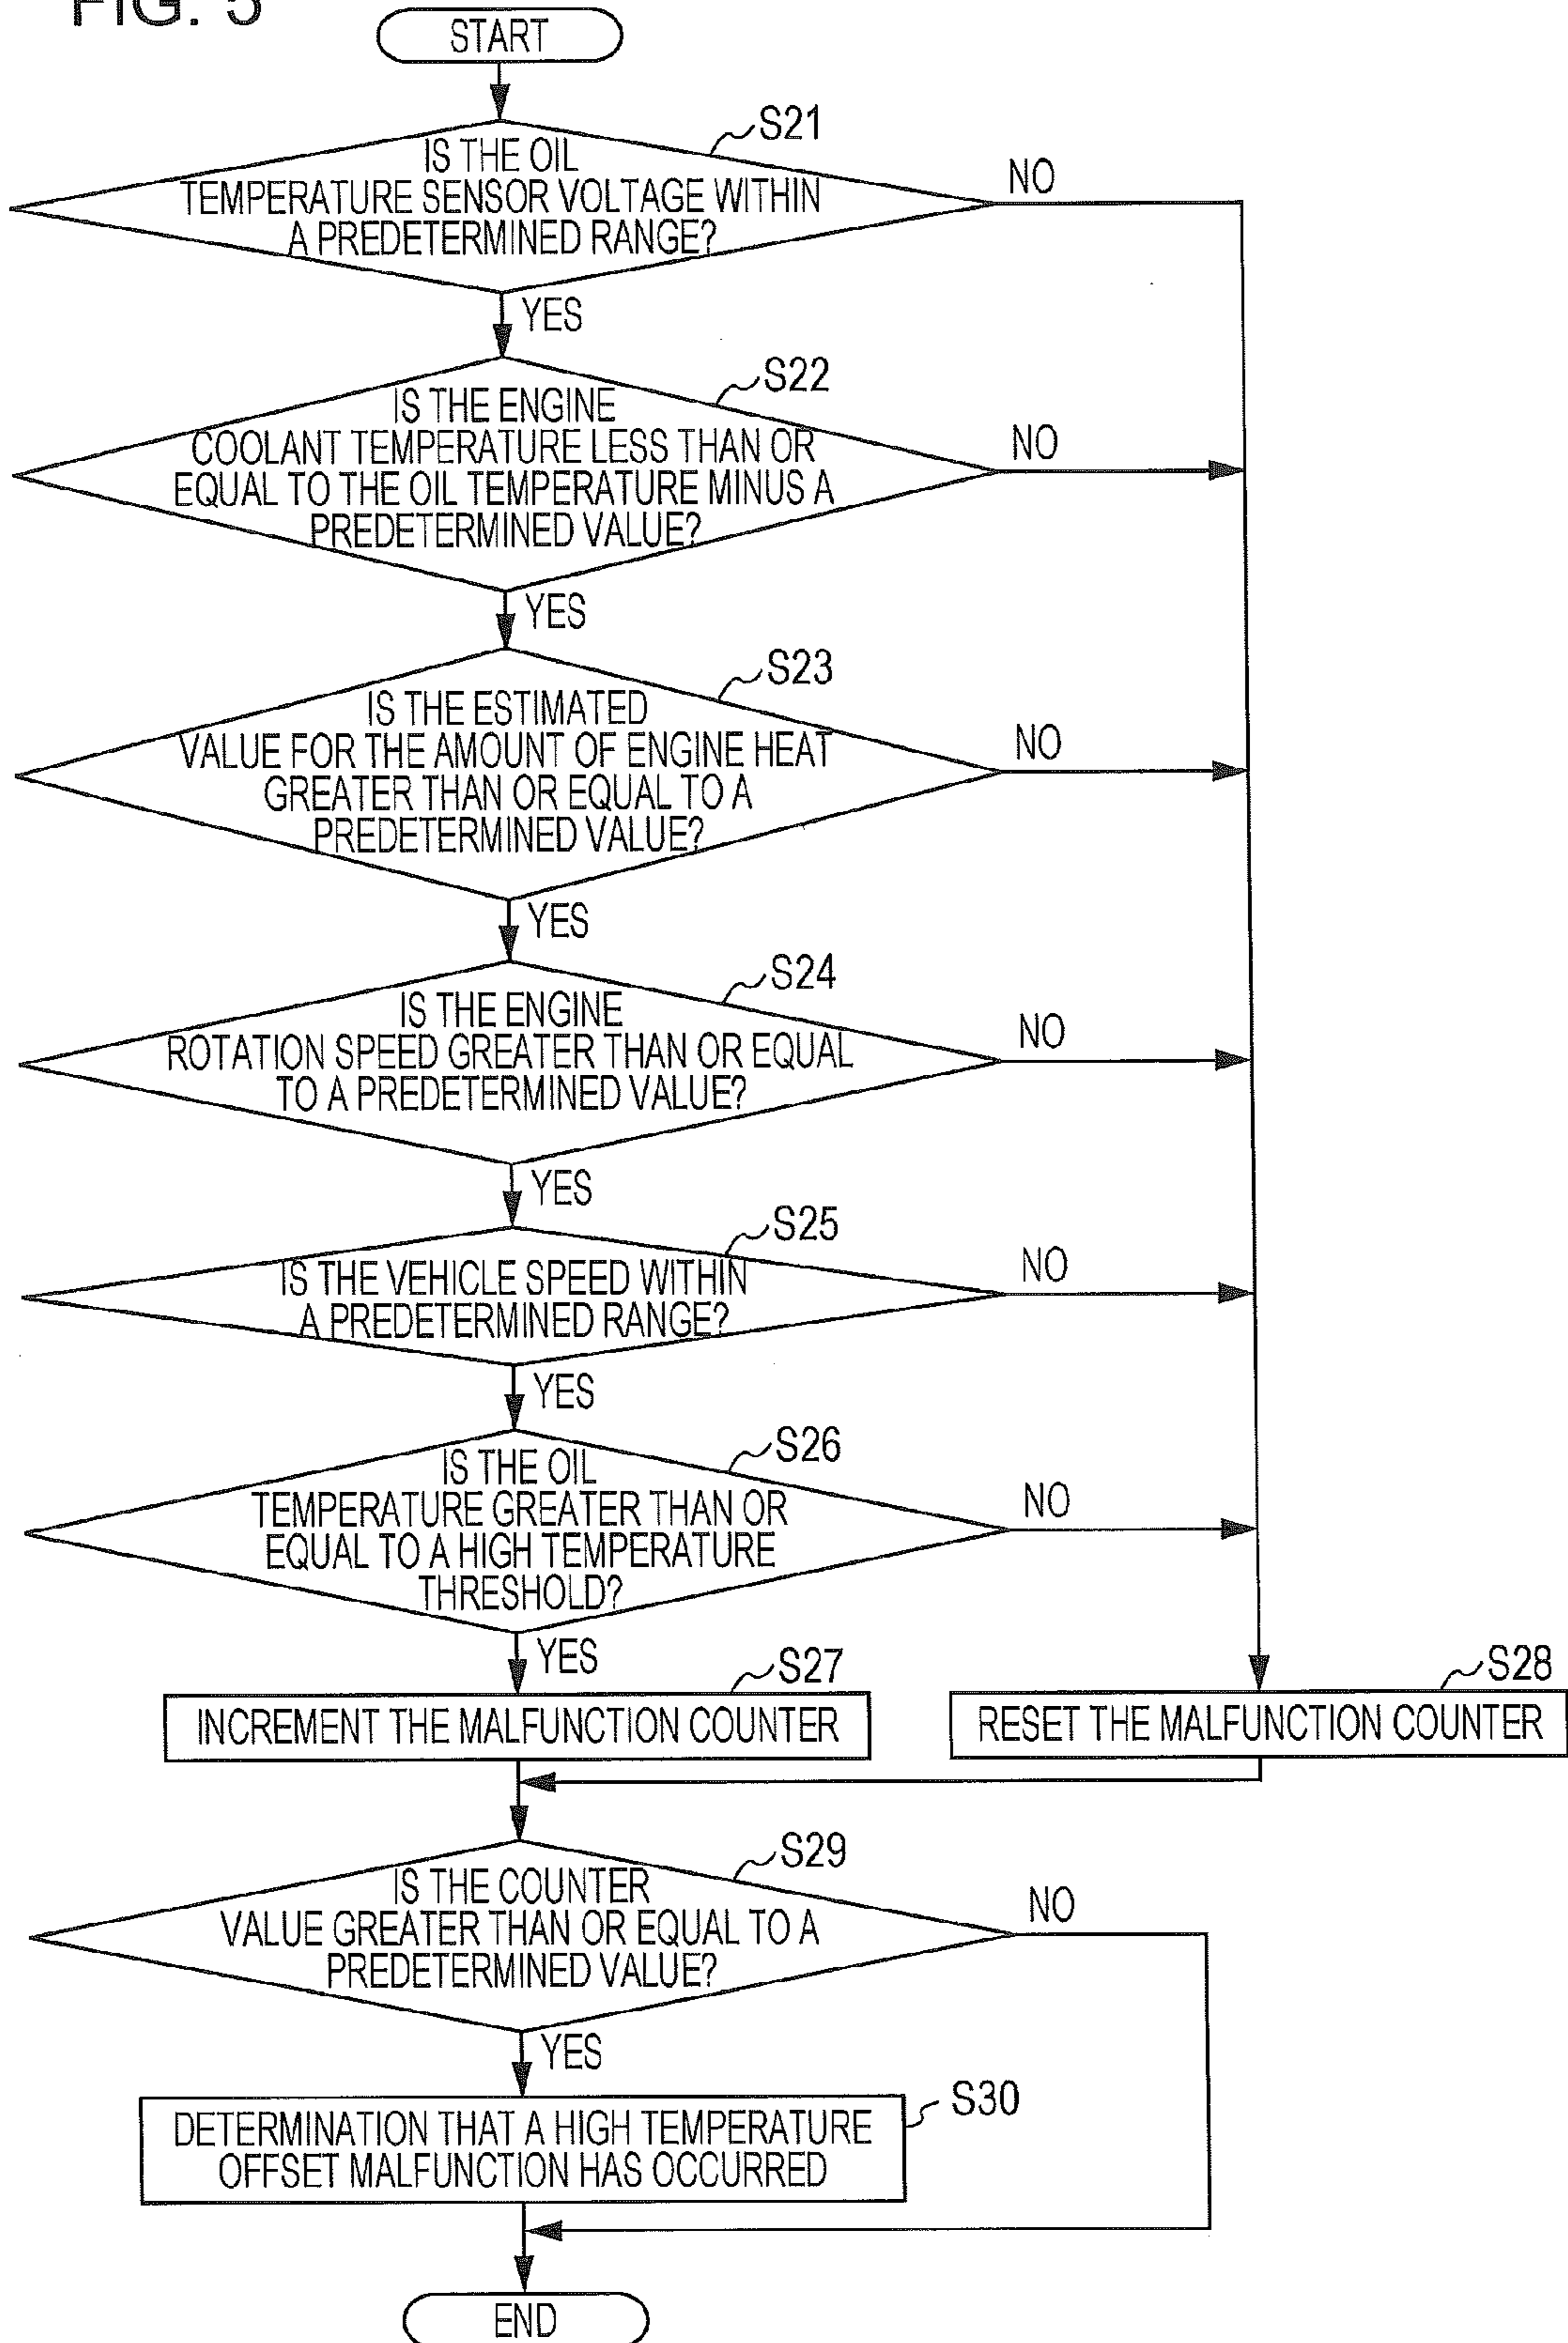 FIG. 5
START
S21
IS THE OIL
TEMPERATURE SENSOR VOLTAGE WITHIN
A PREDETERMINED RANGE?
NO
YES
S22
IS THE ENGINE
COOLANT TEMPERATURE LESS THAN OR
EQUAL TO THE OIL TEMPERATURE MINUS A
PREDETERMINED VALUE?
NO
YES
S23
IS THE ESTIMATED
VALUE FOR THE AMOUNT OF ENGINE HEAT
GREATER THAN OR EQUAL TO A
PREDETERMINED VALUE?
NO
YES
S24
IS THE ENGINE
ROTATION SPEED GREATER THAN OR EQUAL
TO A PREDETERMINED VALUE?
NO
YES
S25
IS THE VEHICLE SPEED WITHIN
A PREDETERMINED RANGE?
NO
YES
S26
IS THE OIL
TEMPERATURE GREATER THAN OR
EQUAL TO A HIGH TEMPERATURE
THRESHOLD?
NO
YES
S27
INCREMENT THE MALFUNCTION COUNTER
S28
RESET THE MALFUNCTION COUNTER
S29
IS THE COUNTER
VALUE GREATER THAN OR EQUAL TO A
PREDETERMINED VALUE?
NO
YES
S30
DETERMINATION THAT A HIGH TEMPERATURE
OFFSET MALFUNCTION HAS OCCURRED
END